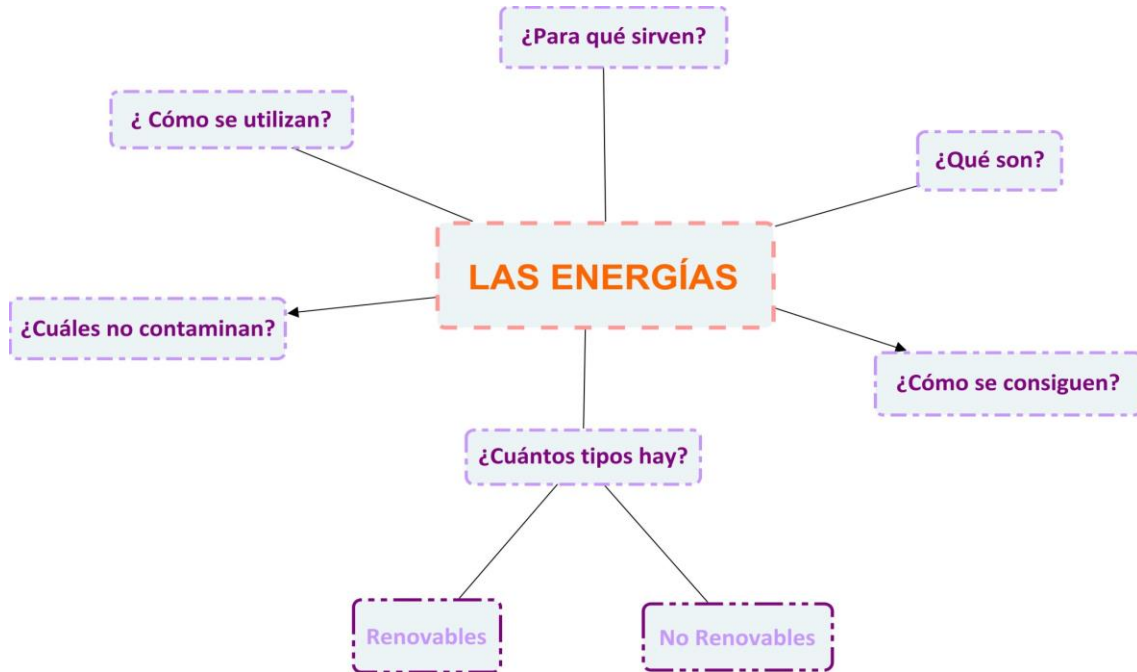 ¿Para qué sirven?
¿ Cómo se utilizan?
¿Qué son?
LAS ENERGÍAS
¿Cuáles no contaminan?
¿Cómo se consiguen?
¿Cuántos tipos hay?
Renovables
No Renovables